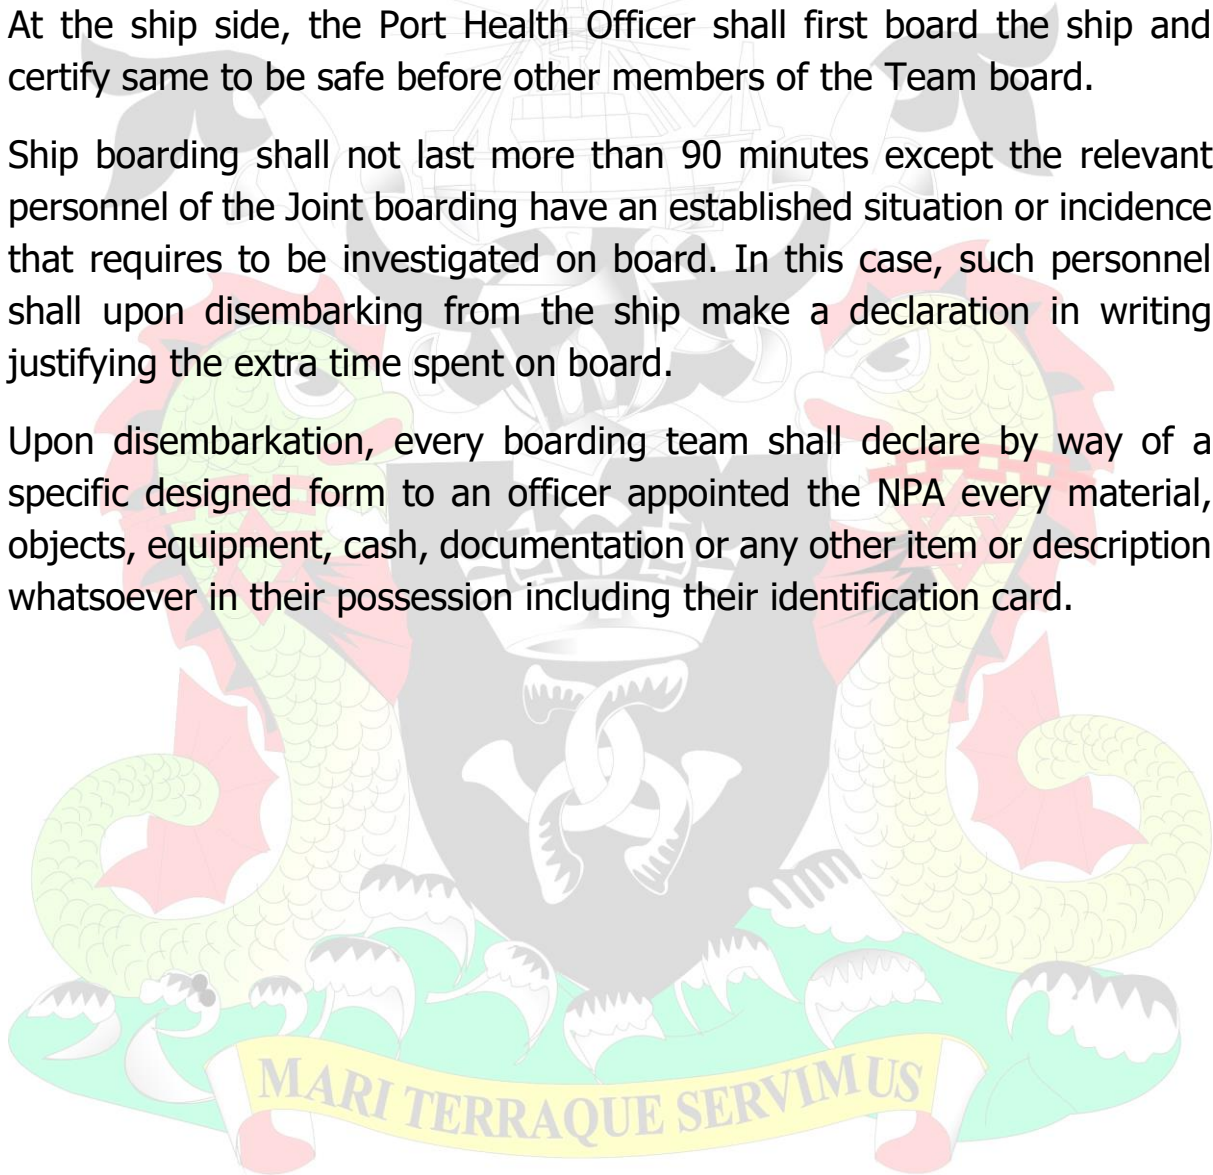 At the ship side, the Port Health Officer shall first board the ship and
certify same to be safe before other members of the Team board.
Ship boarding shall not last more than 90 minutes except the relevant
personnel of the Joint boarding have an established situation or incidence
that requires to be investigated on board. In this case, such personnel
shall upon disembarking from the ship make a declaration in writing
justifying the extra time spent on board.
Upon disembarkation, every boarding team shall declare by way of a
specific designed form to an officer appointed the NPA every material,
objects, equipment, cash, documentation or any other item or description
whatsoever in their possession including their identification card.
MARI TERRAQUE SERVIMUS